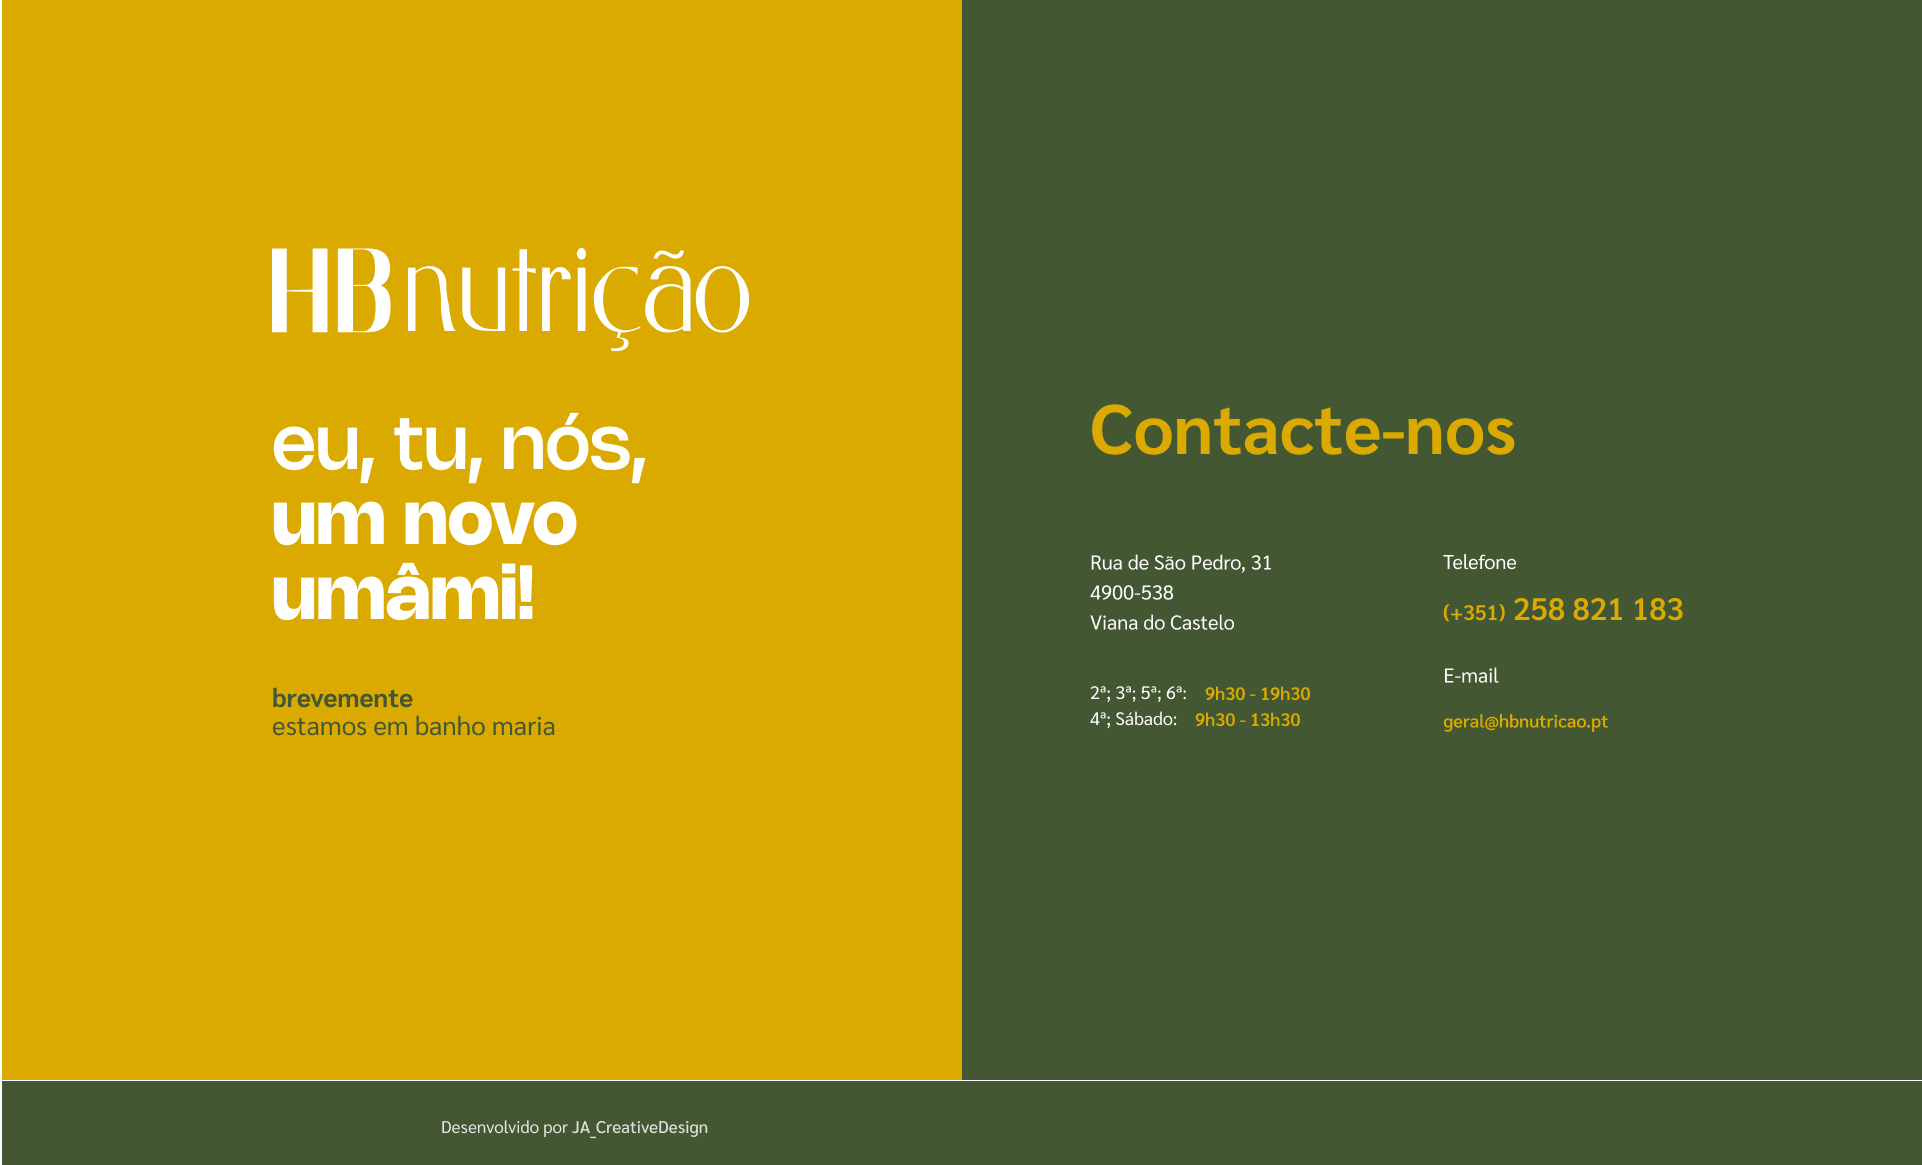 HBnutrição
eu, tu, nós,
um novo
umâmi!
brevemente
estamos em banho maria
Contacte-nos
Rua de São Pedro, 31
4900-538
Viana do Castelo
2ª; 3ª; 5ª; 6ª: 9h30 - 19h30
4ª; Sábado: 9h30 - 13h30
Telefone
(+351) 258 821 183
E-mail
geral@hbnutricao.pt
Desenvolvido por JA_CreativeDesign